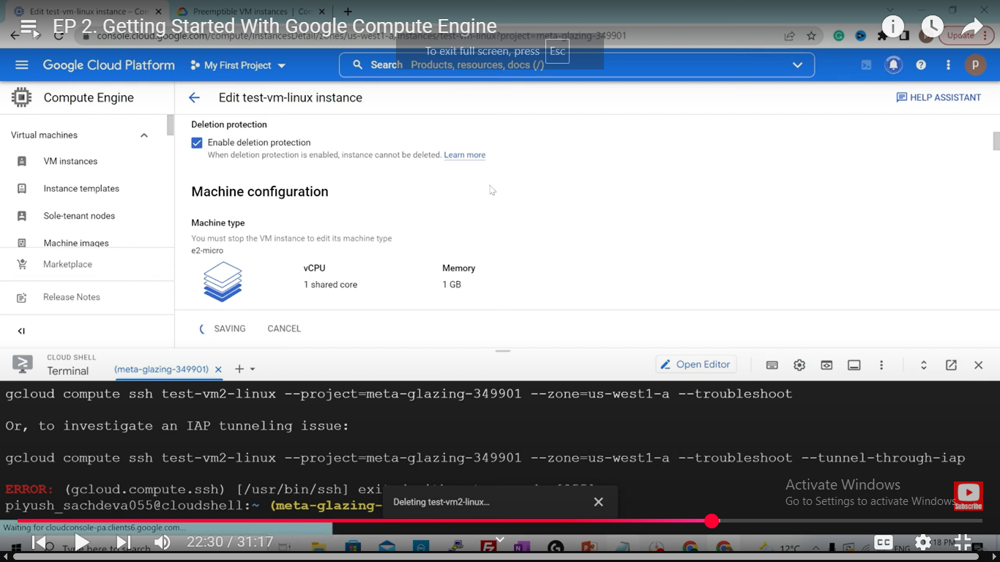 Edit test-vm-linux instance – Con
Preemptible VM instances | Co
EP 2. Getting Started With Google Compute Engine
console.cloud.google.com/compute/instancesDetail/zones/us-west1-a/instances/test-vm-linux?project=meta-glazing-349901
Update
To exit full screen, press Esc
Google Cloud Platform
My First Project
Search Products, resources, docs (/)
p
Compute Engine
Edit test-vm-linux instance
HELP ASSISTANT
Deletion protection
Virtual machines
Enable deletion protection
When deletion protection is enabled, instance cannot be deleted. Learn more
VM instances
Instance templates
Machine configuration
Sole-tenant nodes
Machine type
You must stop the VM instance to edit its machine type
Machine images
e2-micro
Marketplace
vCPU
Memory
1 shared core
1 GB
Release Notes
SAVING
CANCEL
CLOUD SHELL
Terminal
(meta-glazing-349901)
Open Editor
gcloud compute ssh test-vm2-linux --project=meta-glazing-349901 --zone=us-west1-a --troubleshoot
Or, to investigate an IAP tunneling issue:
gcloud compute ssh test-vm2-linux --project=meta-glazing-349901 --zone=us-west1-a --troubleshoot --tunnel-through-iap
ERROR: (gcloud.compute.ssh) [/usr/bin/ssh] exi
piyush_sachdeva055@cloudshell:~ (meta-glazing-
Deleting test-vm2-linux...
Activate Windows
Go to Settings to activate Windows
Subscribe
Waiting for cloudconsole-pa.clients6.google.com...
22:30 / 31:17
Type here to search
12°C
ENG
CC